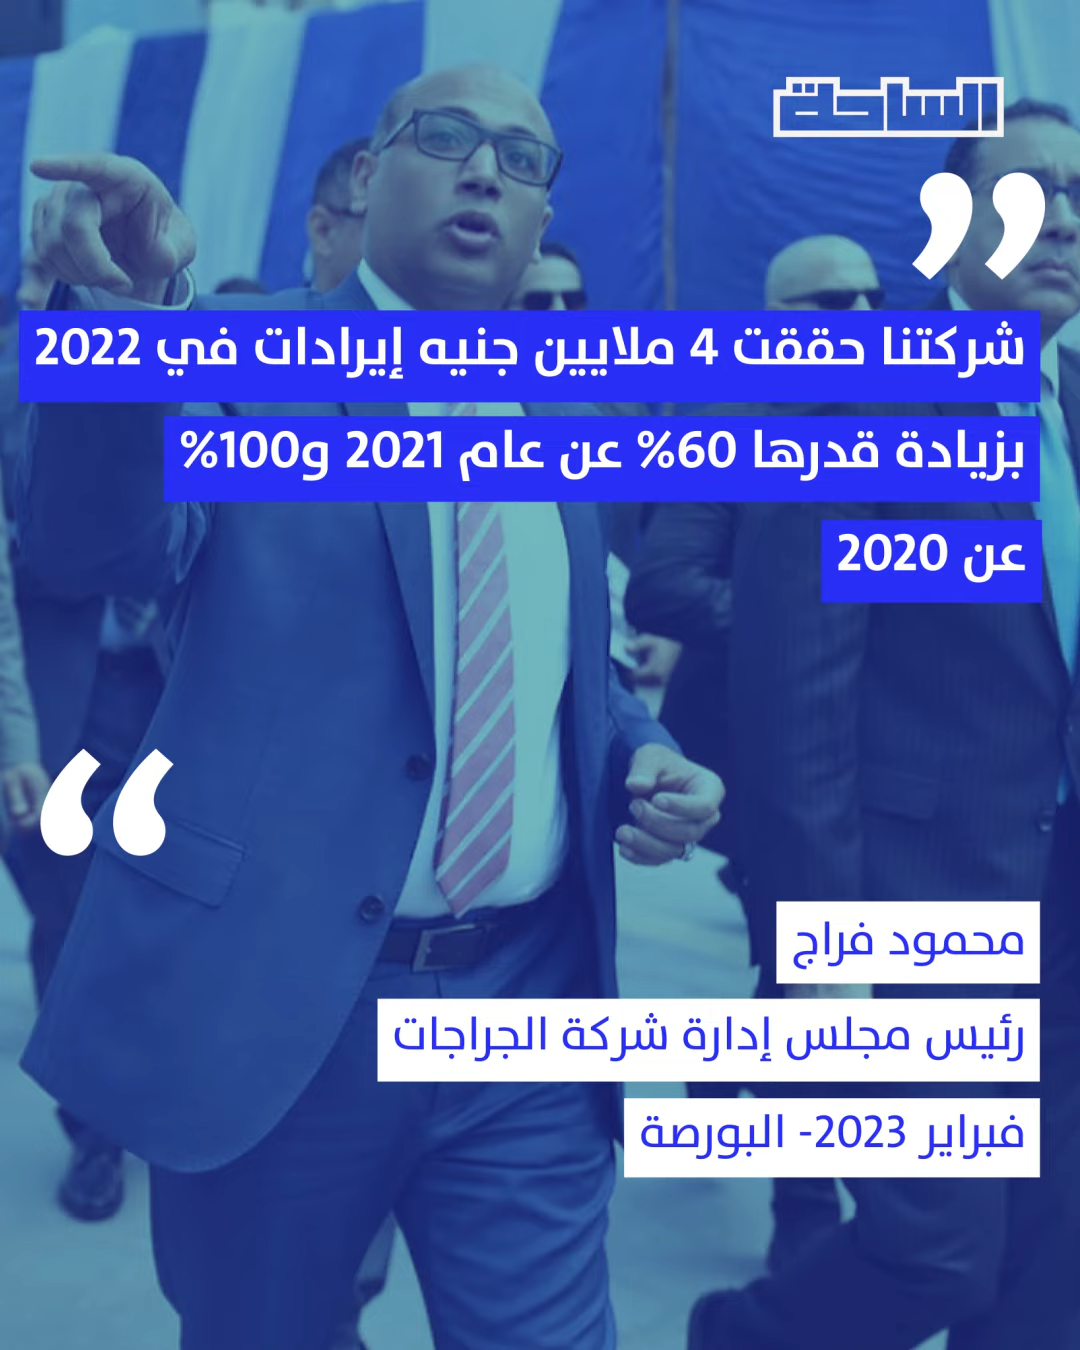 الساحة
شركتنا حققت 4 ملايين جنيه إيرادات في 2022
بزيادة قدرها 60% عن عام 2021 و100%
عن 2020
محمود فراج
رئيس مجلس إدارة شركة الجراجات
فبراير 2023- البورصة